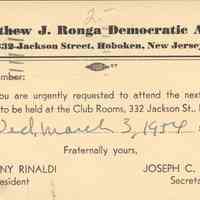 2-
thew J. Ronga Democratic A
332 Jackson Street, Hoboken, New Jersey
mber:
ou are urgently requested to attend the next
to be held at the Club Rooms, 332 Jackson St.,
Wed, March 3, 1954
Fraternally yours,
NY RINALDI
JOSEPH C.
esident
Secreta